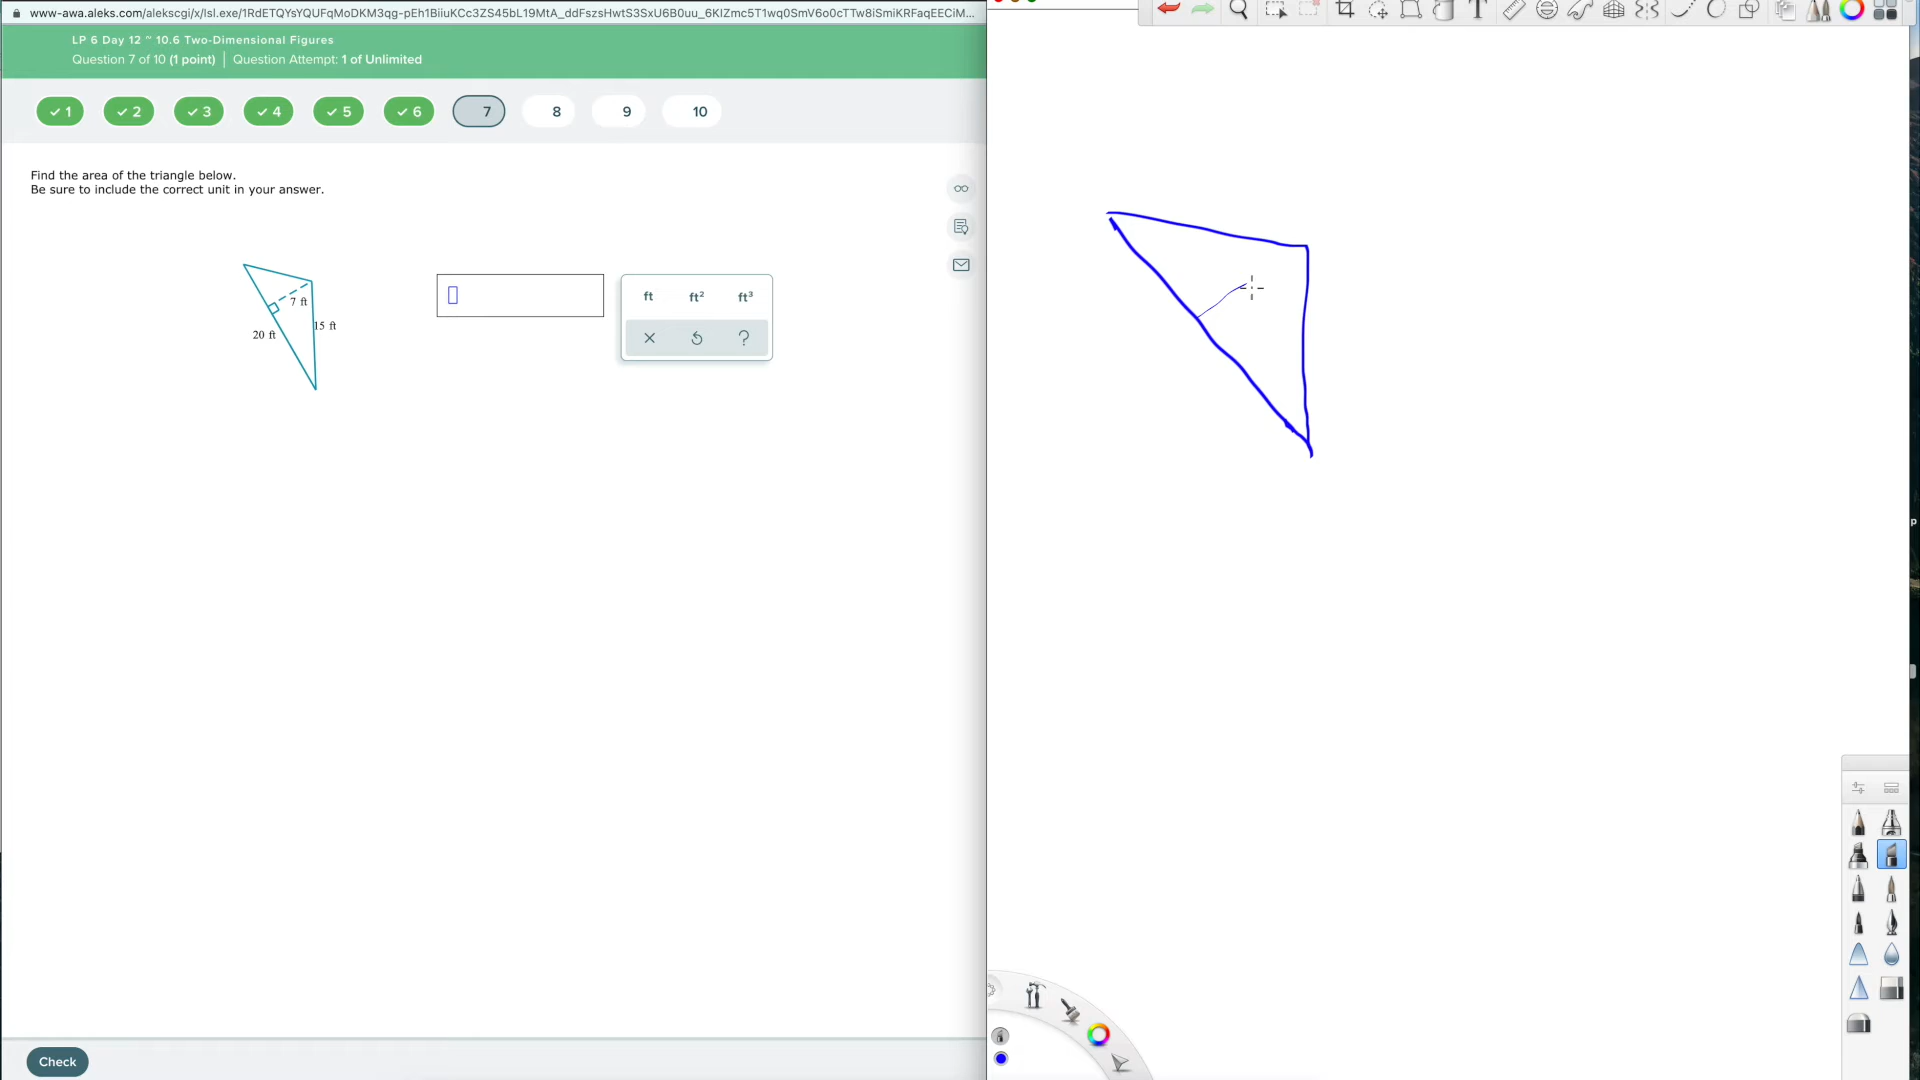 www-awa.aleks.com/alekscgi/x/Isl.exe/1RdETQYsYQUFqMoDKM3qg-pEh1BiiuKCc3ZS45bL19MtA_ddFszsHwtS3SxU6B0uu_6KIZmc5T1wq0SmV6o0cTTw8iSmiKRFaqEECiM...
LP 6 Day 12 ~ 10.6 Two-Dimensional Figures
Question 7 of 10 (1 point) | Question Attempt: 1 of Unlimited
✓ 1 ✓ 2 ✓ 3 ✓ 4 ✓ 5 ✓ 6 7 8 9 10
Find the area of the triangle below.
Be sure to include the correct unit in your answer.
7 ft
15 ft
20 ft
ft ft² ft³
?
Check
T
p